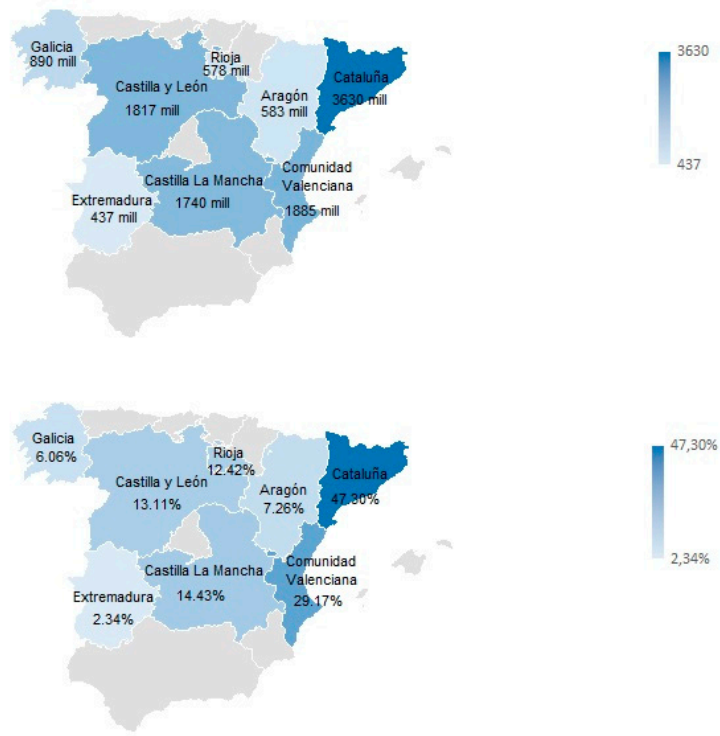 Galicia
890 mill
Rioja
578 mill
Castilla y León
1817 mill
Aragón
583 mill
Cataluña
3630 mill
Castilla La Mancha
1740 mill
Comunidad
Valenciana
1885 mill
Extremadura
437 mill
3630
437
Galicia
6.06%
Rioja
12.42%
Castilla y León
13.11%
Aragón
7.26%
Cataluña
47.30%
Castilla La Mancha
14.43%
Comunidad
Valenciana
29.17%
Extremadura
2.34%
47,30%
2,34%